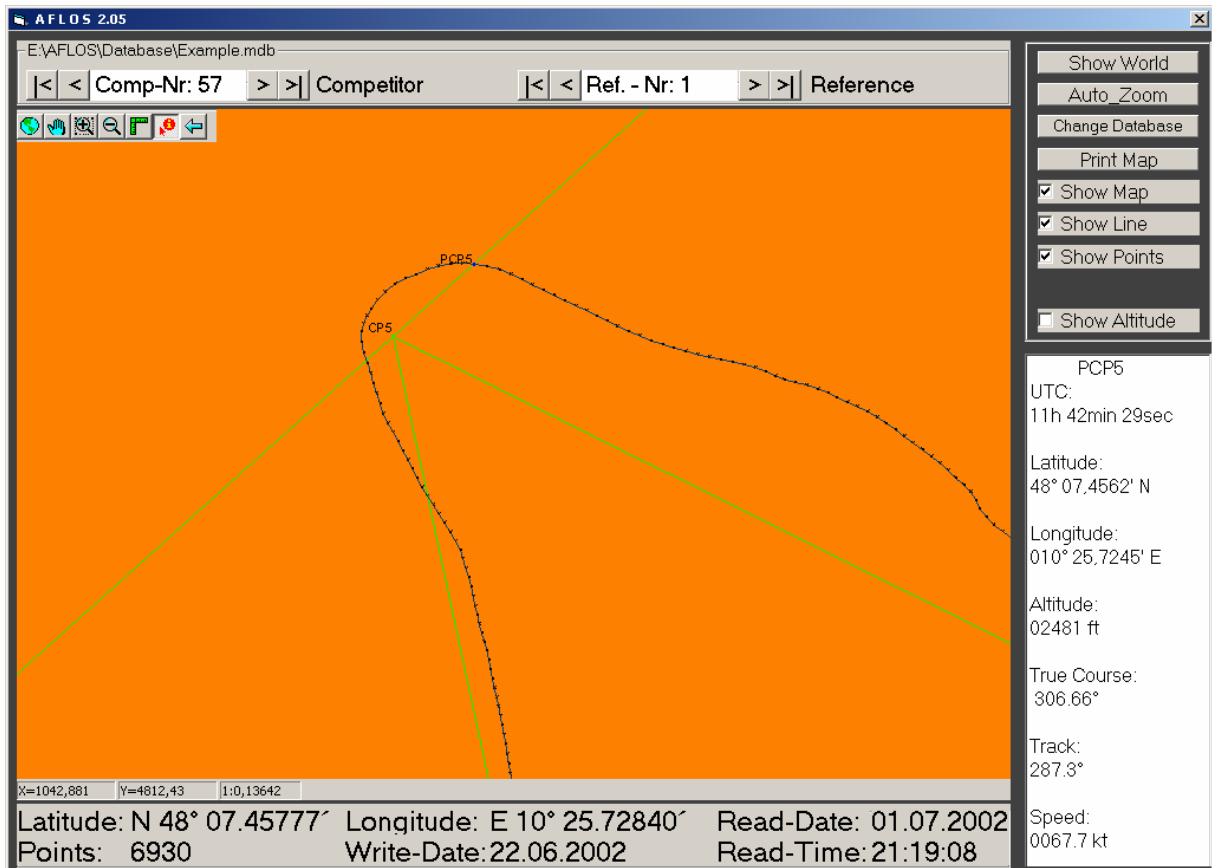 A F L O S 2.05
E:\AFLOS\Database\Example.mdb
|< < Comp-Nr: 57 > >| Competitor |< < Ref. - Nr: 1 > >| Reference
Show World
Auto_Zoom
Change Database
Print Map
Show Map
Show Line
Show Points
Show Altitude
PCP5
CP5
PCP5
UTC:
11h 42min 29sec
Latitude:
48° 07,4562' N
Longitude:
010° 25,7245' E
Altitude:
02481 ft
True Course:
306.66°
Track:
287.3°
Speed:
0067.7 kt
X=1042,881 Y=4812,43 1:0,13642
Latitude: N 48° 07.45777´ Longitude: E 10° 25.72840´ Read-Date: 01.07.2002
Points: 6930 Write-Date: 22.06.2002 Read-Time: 21:19:08